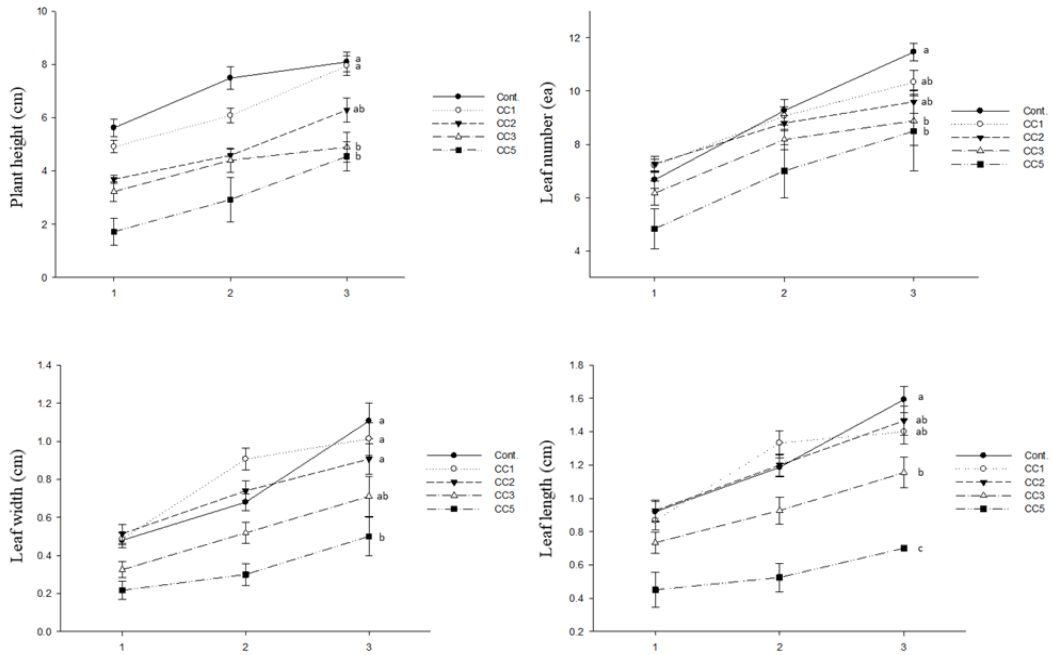 Plant height (cm)
10
8
6
4
2
0
1 2 3
a
a
ab
b
b
Cont.
CC1
CC2
CC3
CC5
Leaf number (ea)
12
10
8
6
4
1 2 3
a
ab
ab
b
b
Cont.
CC1
CC2
CC3
CC5
Leaf width (cm)
1.4
1.2
1.0
0.8
0.6
0.4
0.2
0.0
1 2 3
a
a
a
ab
b
Cont.
CC1
CC2
CC3
CC5
Leaf length (cm)
1.8
1.6
1.4
1.2
1.0
0.8
0.6
0.4
0.2
1 2 3
a
ab
ab
b
c
Cont.
CC1
CC2
CC3
CC5